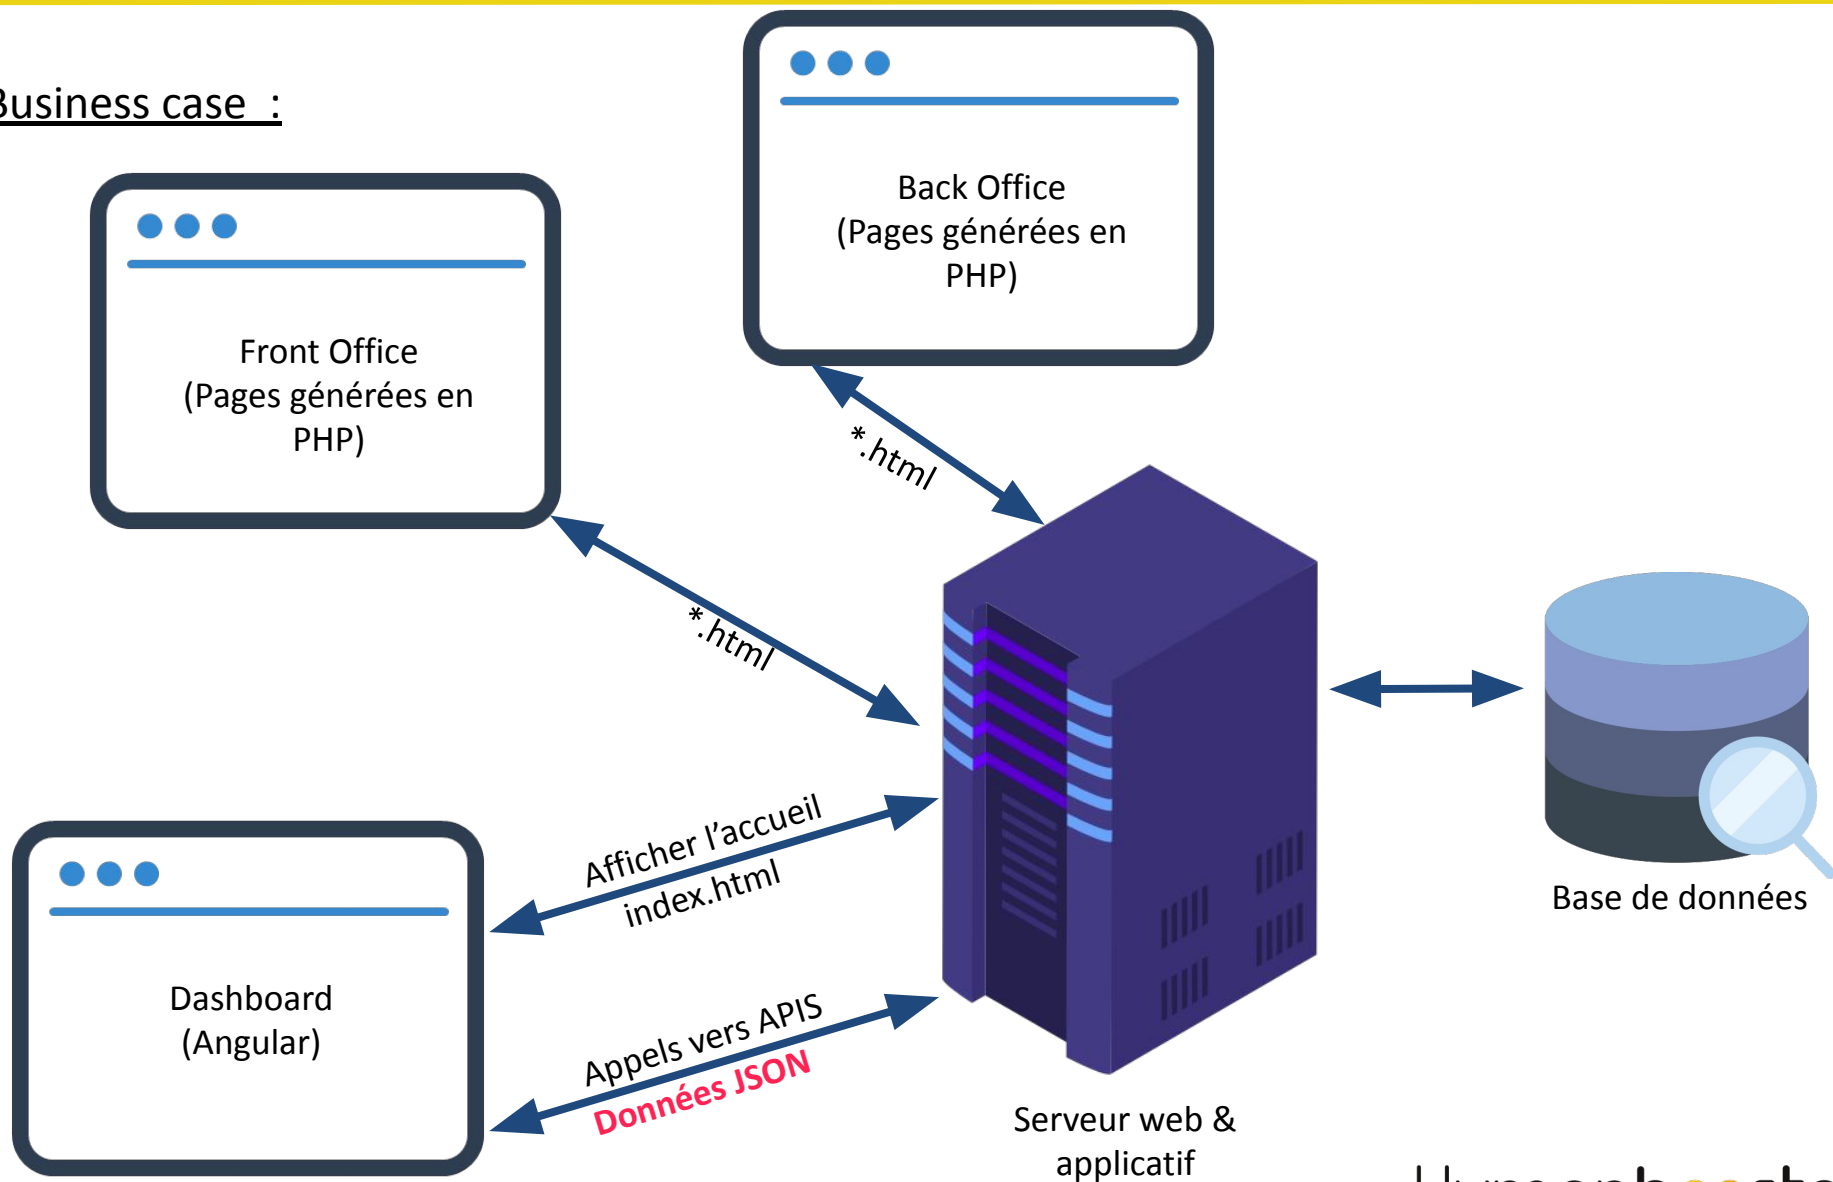 Business case :
Back Office
(Pages générées en
PHP)
Front Office
(Pages générées en
PHP)
*.html
*.html
Afficher l’accueil
index.html
Base de données
Dashboard
(Angular)
Appels vers APIS
Données JSON
Serveur web &
applicatif